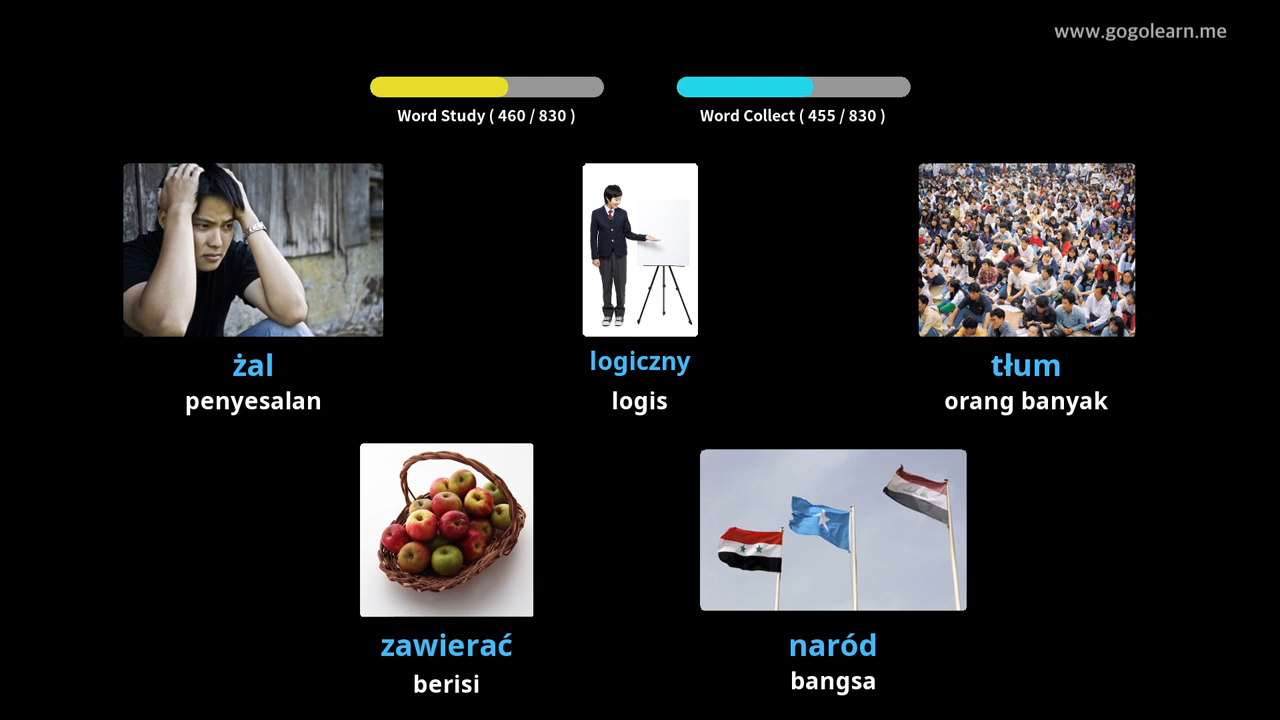 www.gogolearn.me
Word Study ( 460 / 830 )
Word Collect ( 455 / 830 )
żal
penyesalan
logiczny
logis
tłum
orang banyak
zawierać
berisi
naród
bangsa